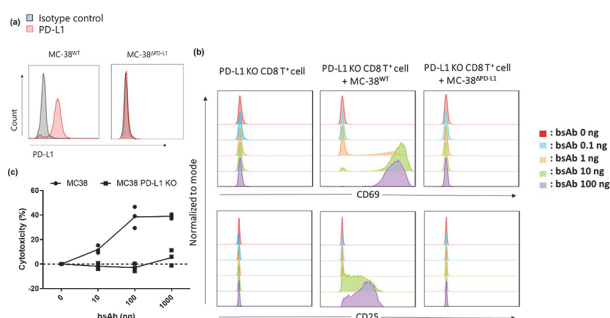 (a)
Isotype control
PD-L1
MC-38WT
MC-38ΔPD-L1
Count
PD-L1
(b)
PD-L1 KO CD8 T+ cell
PD-L1 KO CD8 T+ cell
+ MC-38WT
PD-L1 KO CD8 T+ cell
+ MC-38ΔPD-L1
Normalized to mode
CD69
CD25
: bsAb 0 ng
: bsAb 0.1 ng
: bsAb 1 ng
: bsAb 10 ng
: bsAb 100 ng
(c)
MC38
MC38 PD-L1 KO
Cytotoxicity (%)
60
40
20
0
-20
0
10
100
1000
bsAb (ng)